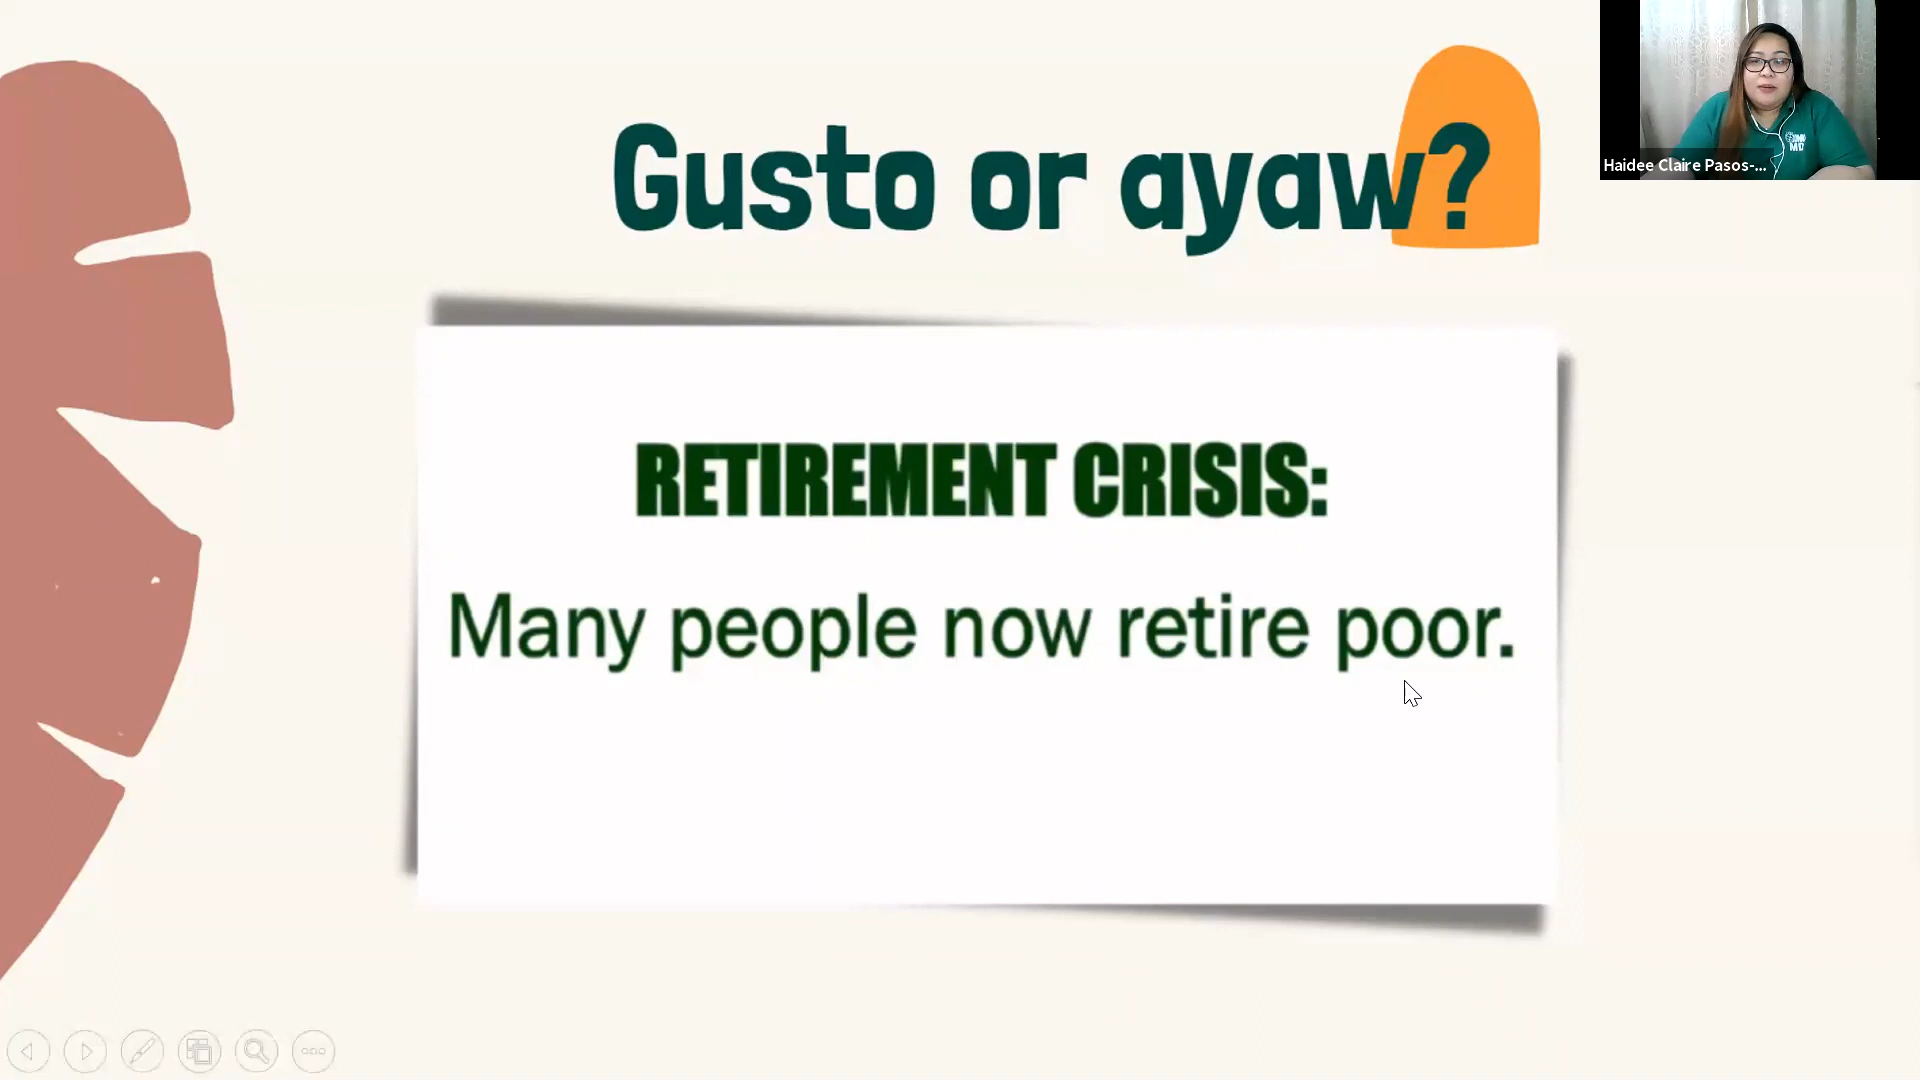 Gusto or ayaw?
Haidee Claire Pasos-...
RETIREMENT CRISIS:
Many people now retire poor.